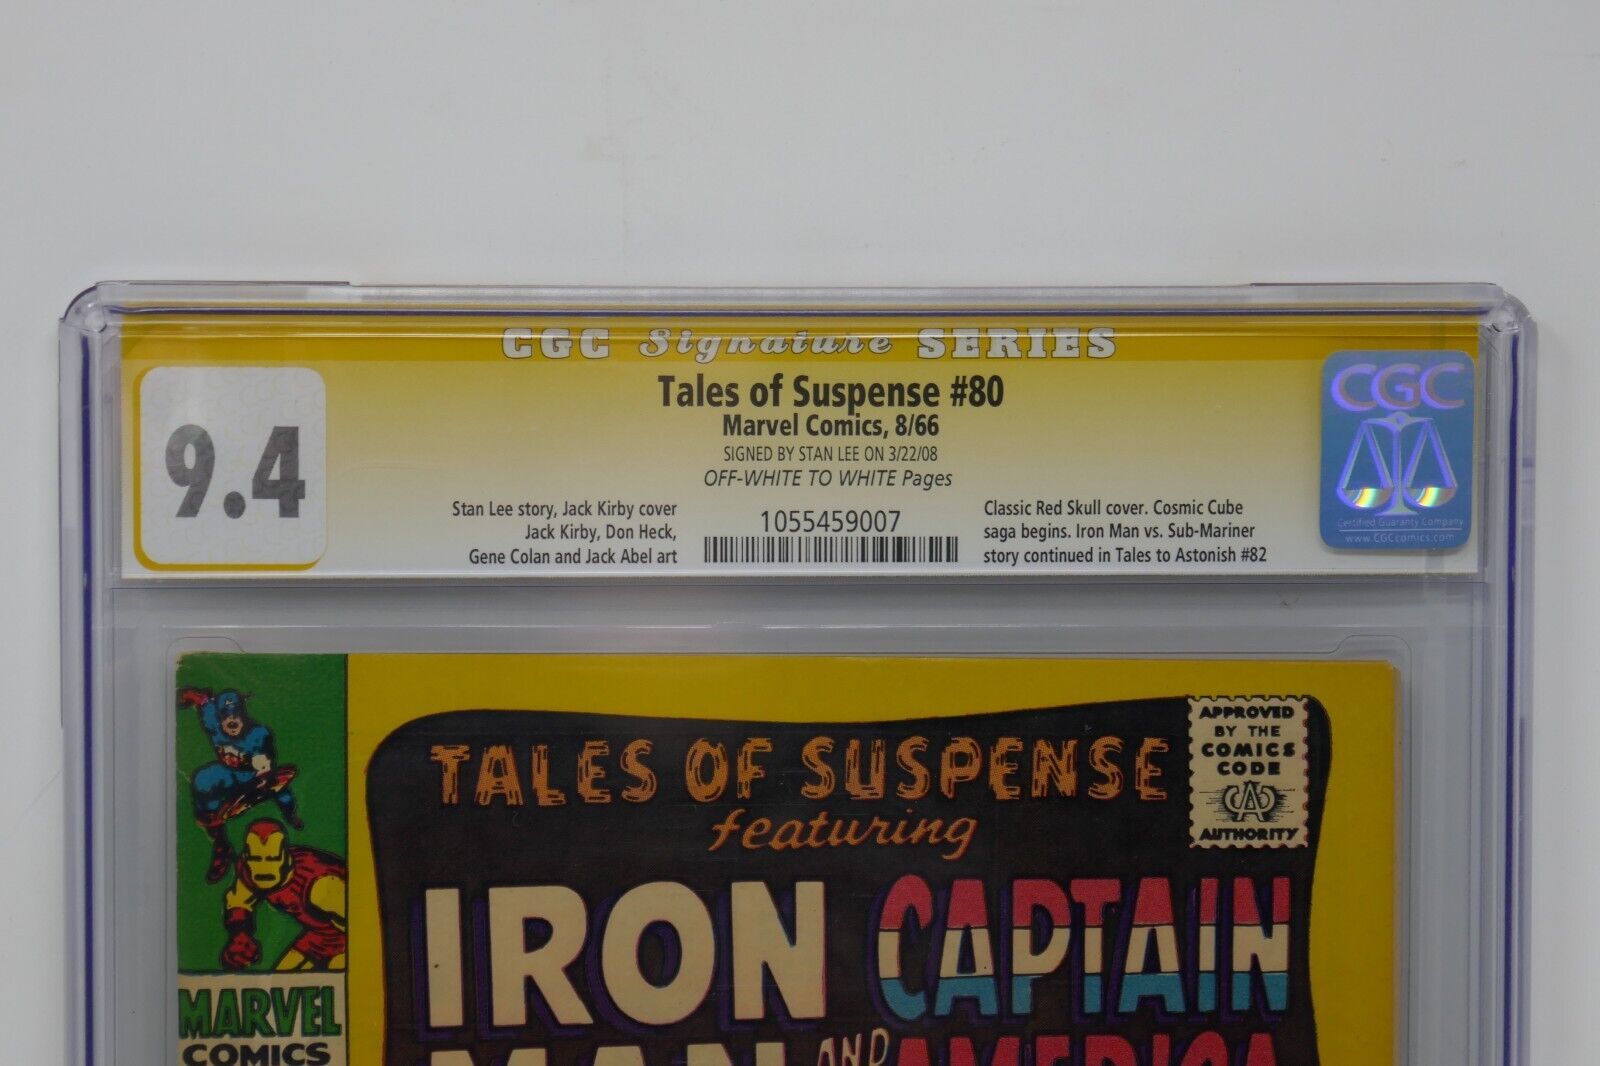 CGC Signature SERIES
Tales of Suspense #80
Marvel Comics, 8/66
SIGNED BY STAN LEE ON 3/22/08
OFF-WHITE TO WHITE Pages
9.4
Stan Lee story, Jack Kirby cover
Jack Kirby, Don Heck,
Gene Colan and Jack Abel art
1055459007
Classic Red Skull cover. Cosmic Cube
saga begins. Iron Man vs. Sub-Mariner
story continued in Tales to Astonish #82
CGC
Certified Guaranty Company
www.CGCcomics.com
TALES OF SUSPENSE
featuring
IRON CAPTAIN
MAN AND AMERICA
APPROVED
BY THE
COMICS
CODE
CA
AUTHORITY
MARVEL
COMICS